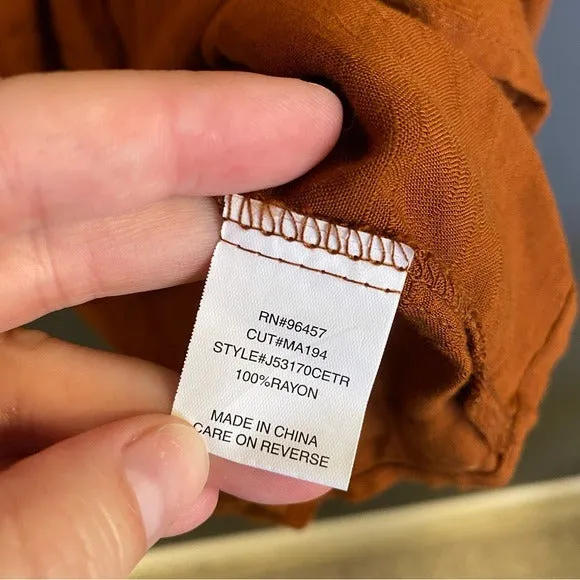 RN#96457
CUT#MA194
STYLE#J53170CETR
100%RAYON
MADE IN CHINA
CARE ON REVERSE